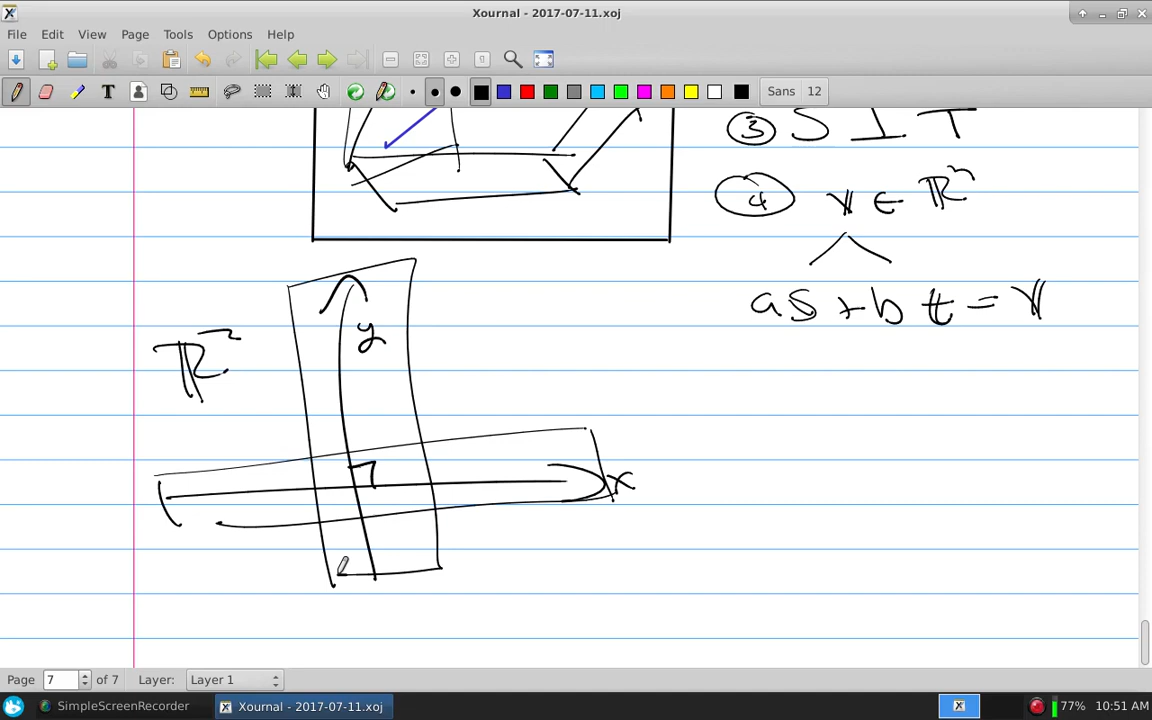 Xournal - 2017-07-11.xoj
File Edit View Page Tools Options Help
Sans 12
③ S ⊥ T
④ 𝕧 ∈ ℝⁿ
a𝕤 + b𝕥 = 𝕧
ℝ²
y
x
Page 7 of 7 Layer: Layer 1
SimpleScreenRecorder Xournal - 2017-07-11.xoj 77% 10:51 AM